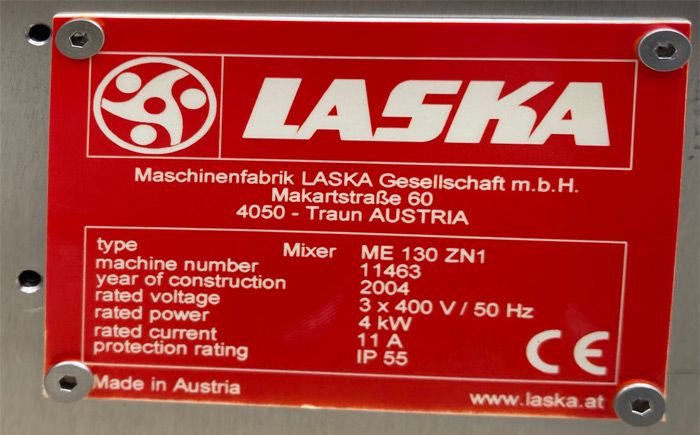 LASKA
Maschinenfabrik LASKA Gesellschaft m.b.H.
Makartstraße 60
4050 - Traun AUSTRIA
type Mixer ME 130 ZN1
machine number 11463
year of construction 2004
rated voltage 3 x 400 V / 50 Hz
rated power 4 kW
rated current 11 A
protection rating IP 55
CE
Made in Austria www.laska.at